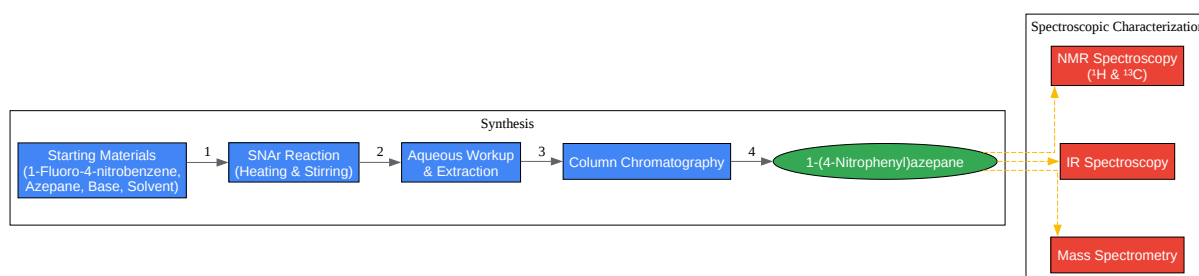 Spectroscopic Characterization
NMR Spectroscopy
(¹H & ¹³C)
Synthesis
Starting Materials
(1-Fluoro-4-nitrobenzene,
Azepane, Base, Solvent)
1
SNAr Reaction
(Heating & Stirring)
2
Aqueous Workup
& Extraction
3
Column Chromatography
4
1-(4-Nitrophenyl)azepane
IR Spectroscopy
Mass Spectrometry